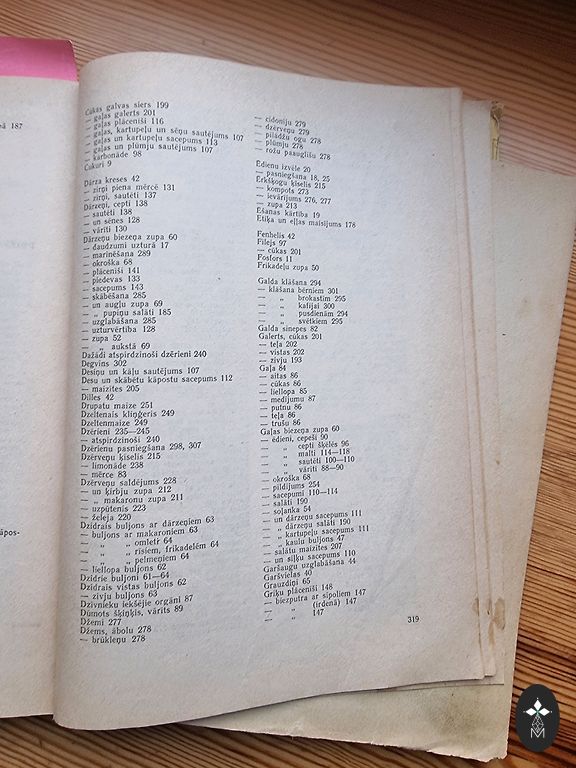 ā 187
āpos-
Cūkas galvas siers 199
— gaļas galerts 201
— gaļas plācenīši 116
— gaļas, kartupeļu un sēņu sautējums 107
— gaļas un kartupeļu sacepums 113
— gaļas un plūmju sautējums 107
— karbonāde 98
Cukuri 9
Dārza kreses 42
— zirņi piena mērcē 131
— zirņi, sautēti 137
Dārzeņi, cepti 138
— sautēti 138
— un sēnes 128
— vārīti 130
Dārzeņu biezeņa zupa 60
— daudzumi uzturā 17
— marinēšana 289
— okroška 68
— plācenīši 141
— piedevas 133
— sacepums 143
— skābēšana 285
— un augļu zupa 69
— „ pupiņu salāti 185
— uzglabāšana 285
— uzturvērtība 128
— zupa 52
— „ aukstā 69
Dažādi atspirdzinoši dzērieni 240
Degvīns 302
Desiņu un kāļu sautējums 107
Desu un skābētu kāpostu sacepums 112
— maizītes 205
Dilles 42
Drupatu maize 251
Dzeltenais kliņģeris 249
Dzeltenmaize 249
Dzērieni 235—245
— atspirdzinoši 240
Dzērienu pasniegšana 298, 307
Dzērveņu ķīselis 215
— limonāde 238
— mērce 83
Dzērveņu saldējums 228
— un ķirbju zupa 212
— „ makaronu zupa 211
— uzpūtenis 223
— želeja 220
Dzidrais buljons ar dārzeņiem 63
— buljons ar makaroniem 63
— „ „ omleti 64
— „ „ rīsiem, frikadelēm 64
— „ „ pelmeņiem 64
— liellopa buljons 62
Dzidrie buljoni 61—64
Dzidrais vistas buljons 62
— zivju buljons 63
Dzīvnieku iekšējie orgāni 87
Dūmots šķiņķis, vārīts 89
Džemi 277
Džems, ābolu 278
— brūkleņu 278
— cidoniju 279
— dzērveņu 279
— pīlādžu ogu 278
— plūmju 278
— rožu paauglīšu 278
Ēdienu izvēle 20
— pasniegšana 18, 25
Ērkšķogu ķīselis 215
— kompots 273
— ievārījums 276, 277
— zupa 213
Ēšanas kārtība 19
Etiķa un eļļas maisījums 178
Fenhelis 42
Filejs 97
— cūkas 201
Fosfors 11
Frikadeļu zupa 50
Galda klāšana 294
— klāšana bērniem 301
— „ brokastīm 295
— „ kafijai 300
— „ pusdienām 294
— „ svētkiem 295
Galda sinepes 82
Galerts, cūkas 201
— teļa 202
— vistas 202
— zivju 193
Gaļa 84
— aitas 86
— cūkas 86
— liellopa 85
— medījumu 87
— putnu 86
— teļa 86
— trušu 86
Gaļas biezeņa zupa 60
— ēdieni, cepeši 90
— „ cepti šķēlēs 96
— „ malti 114—118
— „ sautēti 100—110
— „ vārīti 88—90
— okroška 68
— pildījums 254
— sacepumi 110—114
— salāti 190
— soļanka 54
— un dārzeņu sacepums 111
— „ dārzeņu salāti 190
— „ kartupeļu sacepums 111
— „ kaulu buljons 47
— salātu maizītes 207
— un siļķu sacepums 110
Garšaugu uzglabāšana 44
Garšvielas 40
Grauzdiņi 65
Griķu plācenīši 148
— biezputra ar sīpoliem 147
— „ (irdenā) 147
— „ 147
319
M